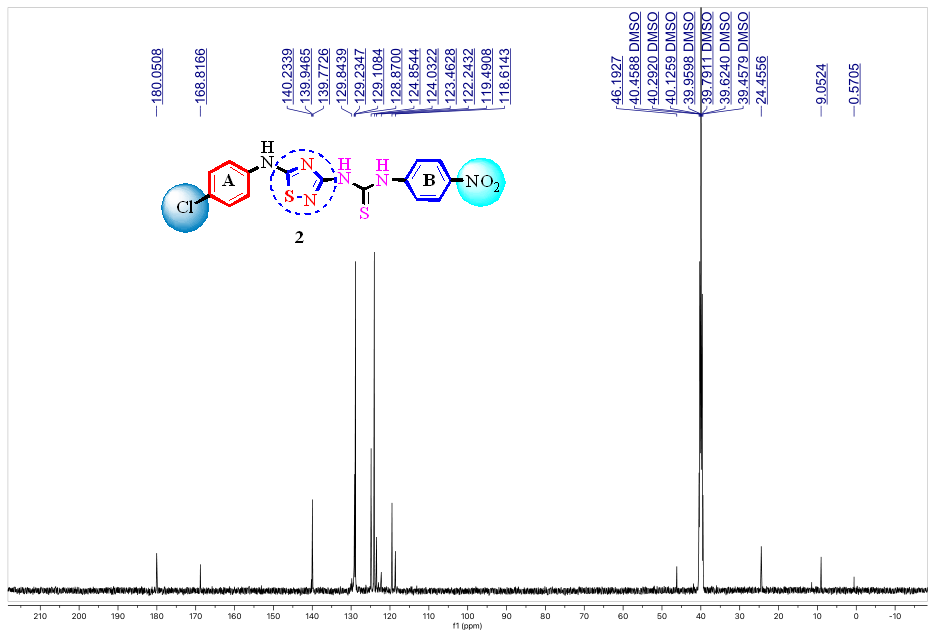 180.0508
168.8166
140.2339
139.9465
139.7726
129.8439
129.2347
129.1084
128.8700
124.8544
124.0322
123.4628
122.2432
119.4908
118.6143
46.1927
40.4588 DMSO
40.2920 DMSO
40.1259 DMSO
39.9598 DMSO
39.7911 DMSO
39.6240 DMSO
39.4579 DMSO
24.4556
9.0524
0.5705
H
N
N
H
N
H
N
A
S
N
B
NO2
Cl
S
2
210 200 190 180 170 160 150 140 130 120 110 100 90 80 70 60 50 40 30 20 10 0 -10
f1 (ppm)